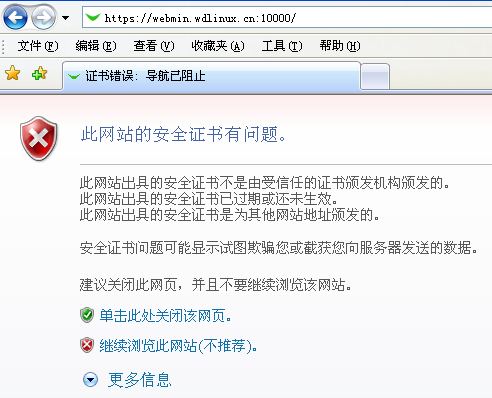 https://webmin.wdlinux.cn:10000/
文件(F) 编辑(E) 查看(V) 收藏夹(A) 工具(T) 帮助(H)
证书错误：导航已阻止
此网站的安全证书有问题。
此网站出具的安全证书不是由受信任的证书颁发机构颁发的。
此网站出具的安全证书已过期或还未生效。
此网站出具的安全证书是为其他网站地址颁发的。
安全证书问题可能显示试图欺骗您或截获您向服务器发送的数据。
建议关闭此网页，并且不要继续浏览该网站。
单击此处关闭该网页。
继续浏览此网站(不推荐)。
更多信息